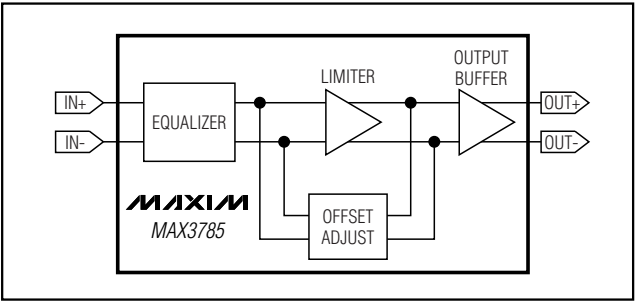 OUTPUT
BUFFER
LIMITER
IN+
IN-
EQUALIZER
OUT+
OUT-
MAXIM
MAX3785
OFFSET
ADJUST